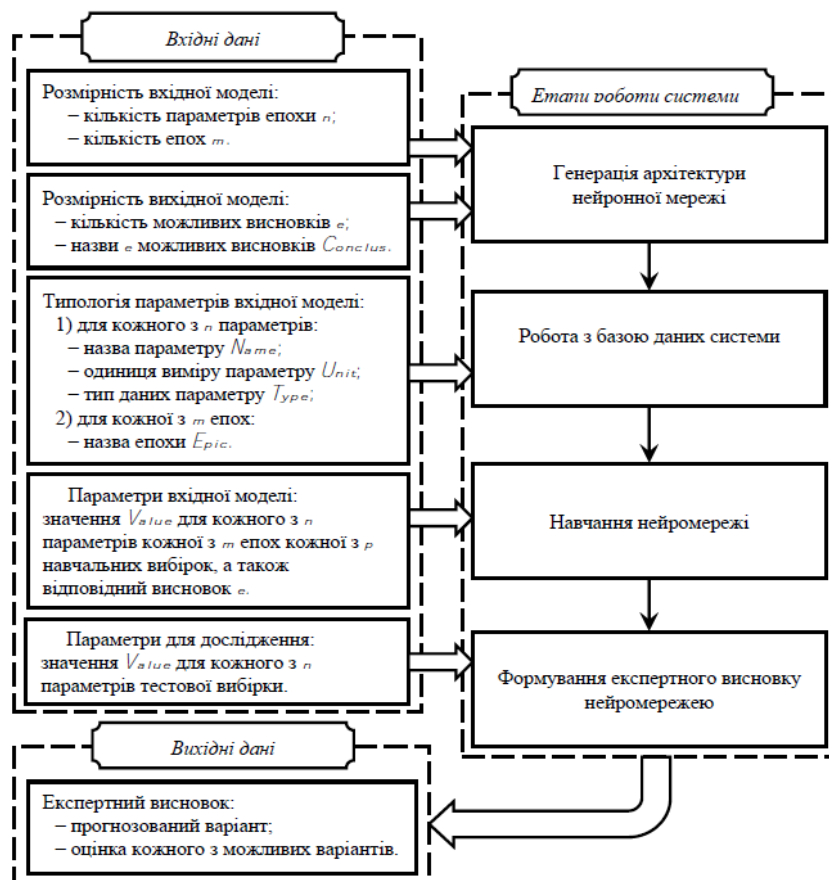 Вхідні дані
Розмірність вхідної моделі:
– кількість параметрів епохи n;
– кількість епох m.
Розмірність вихідної моделі:
– кількість можливих висновків e;
– назви e можливих висновків Conclus.
Типологія параметрів вхідної моделі:
1) для кожного з n параметрів:
– назва параметру Name;
– одиниця виміру параметру Unit;
– тип даних параметру Type;
2) для кожної з m епох:
– назва епохи Epic.
Параметри вхідної моделі:
значення Value для кожного з n
параметрів кожної з m епох кожної з p
навчальних вибірок, а також
відповідний висновок e.
Параметри для дослідження:
значення Value для кожного з n
параметрів тестової вибірки.
Етапи роботи системи
Генерація архітектури
нейронної мережі
Робота з базою даних системи
Навчання нейромережі
Формування експертного висновку
нейромережею
Вихідні дані
Експертний висновок:
– прогнозований варіант;
– оцінка кожного з можливих варіантів.